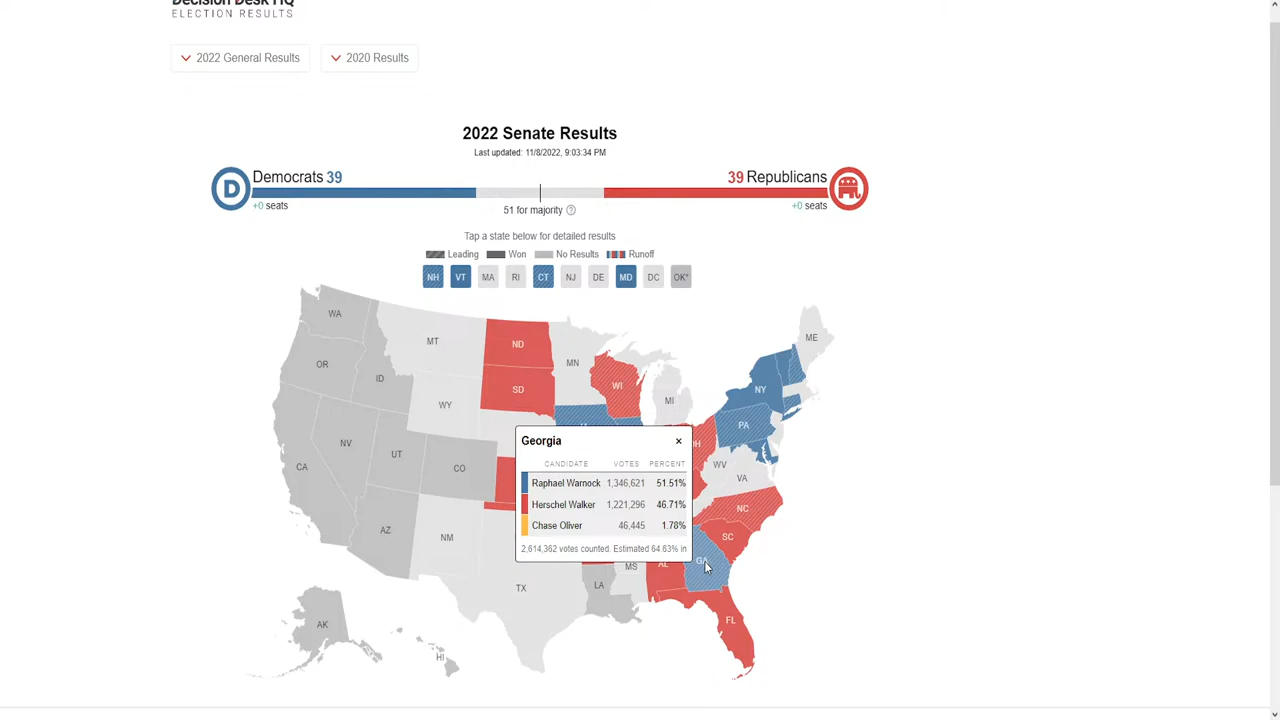 Decision Desk HQ
ELECTION RESULTS
2022 General Results
2020 Results
2022 Senate Results
Last updated: 11/8/2022, 9:03:34 PM
D
Democrats 39
39 Republicans
+0 seats
51 for majority ?
+0 seats
Tap a state below for detailed results
Leading Won No Results Runoff
NH VT MA RI CT NJ DE MD DC OK*
WA
MT
ND
MN
ME
OR
ID
SD
WI
MI
NY
WY
PA
NV
UT
CO
CA
WV
VA
NC
SC
AZ
NM
Georgia ×
CANDIDATE VOTES PERCENT
Raphael Warnock 1,346,621 51.51%
Herschel Walker 1,221,296 46.71%
Chase Oliver 46,445 1.78%
2,614,362 votes counted. Estimated 64.63% in
GA
MS
AL
TX
LA
FL
AK
HI